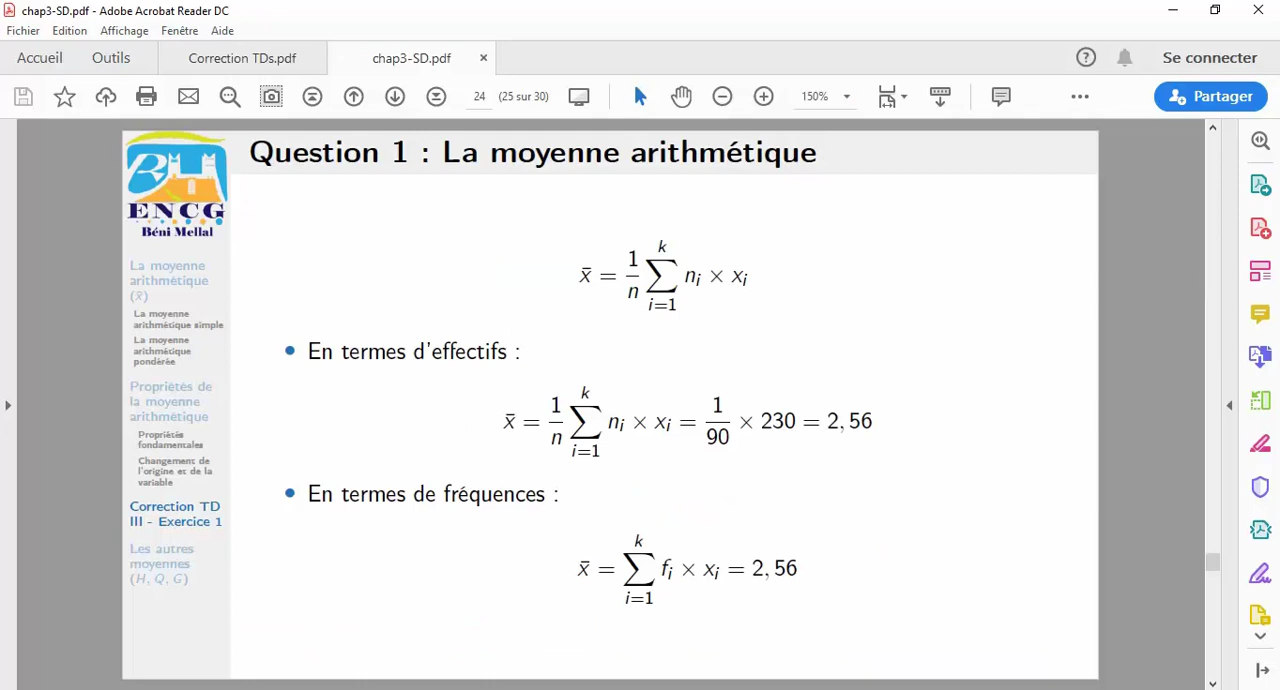 chap3-SD.pdf - Adobe Acrobat Reader DC
Fichier Edition Affichage Fenêtre Aide
Accueil Outils Correction TDs.pdf chap3-SD.pdf × Se connecter
24 (25 sur 30) 150% Partager
Question 1 : La moyenne arithmétique
ENCG
Béni Mellal
La moyenne
arithmétique
(x̄)
La moyenne
arithmétique simple
La moyenne
arithmétique
pondérée
Propriétés de
la moyenne
arithmétique
Propriétés
fondamentales
Changement de
l'origine et de la
variable
Correction TD
III - Exercice 1
Les autres
moyennes
(H, Q, G)
x̄ = 1/n ∑_{i=1}^{k} n_i × x_i
• En termes d'effectifs :
x̄ = 1/n ∑_{i=1}^{k} n_i × x_i = 1/90 × 230 = 2, 56
• En termes de fréquences :
x̄ = ∑_{i=1}^{k} f_i × x_i = 2, 56